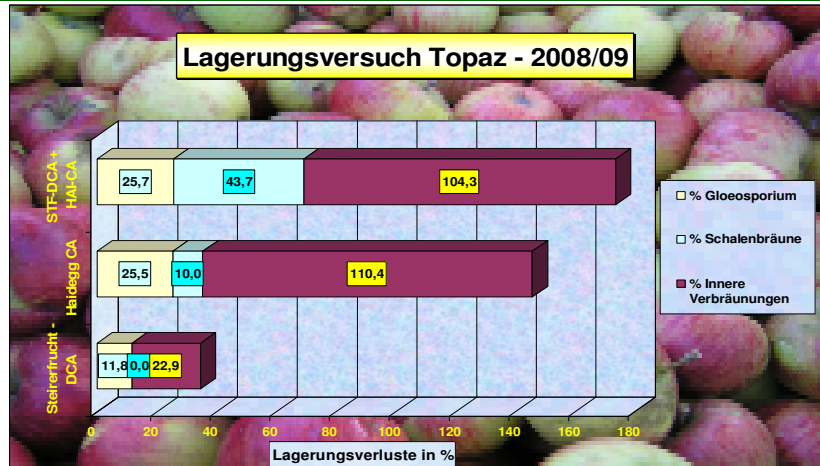 Lagerungsversuch Topaz - 2008/09
STF-DCA +
HAI-CA
25,7
43,7
104,3
Haidegg CA
25,5
10,0
110,4
Steirerfrucht -
DCA
11,8
0,0
22,9
% Gloeosporium
% Schalenbräune
% Innere
Verbräunungen
0 20 40 60 80 100 120 140 160 180
Lagerungsverluste in %